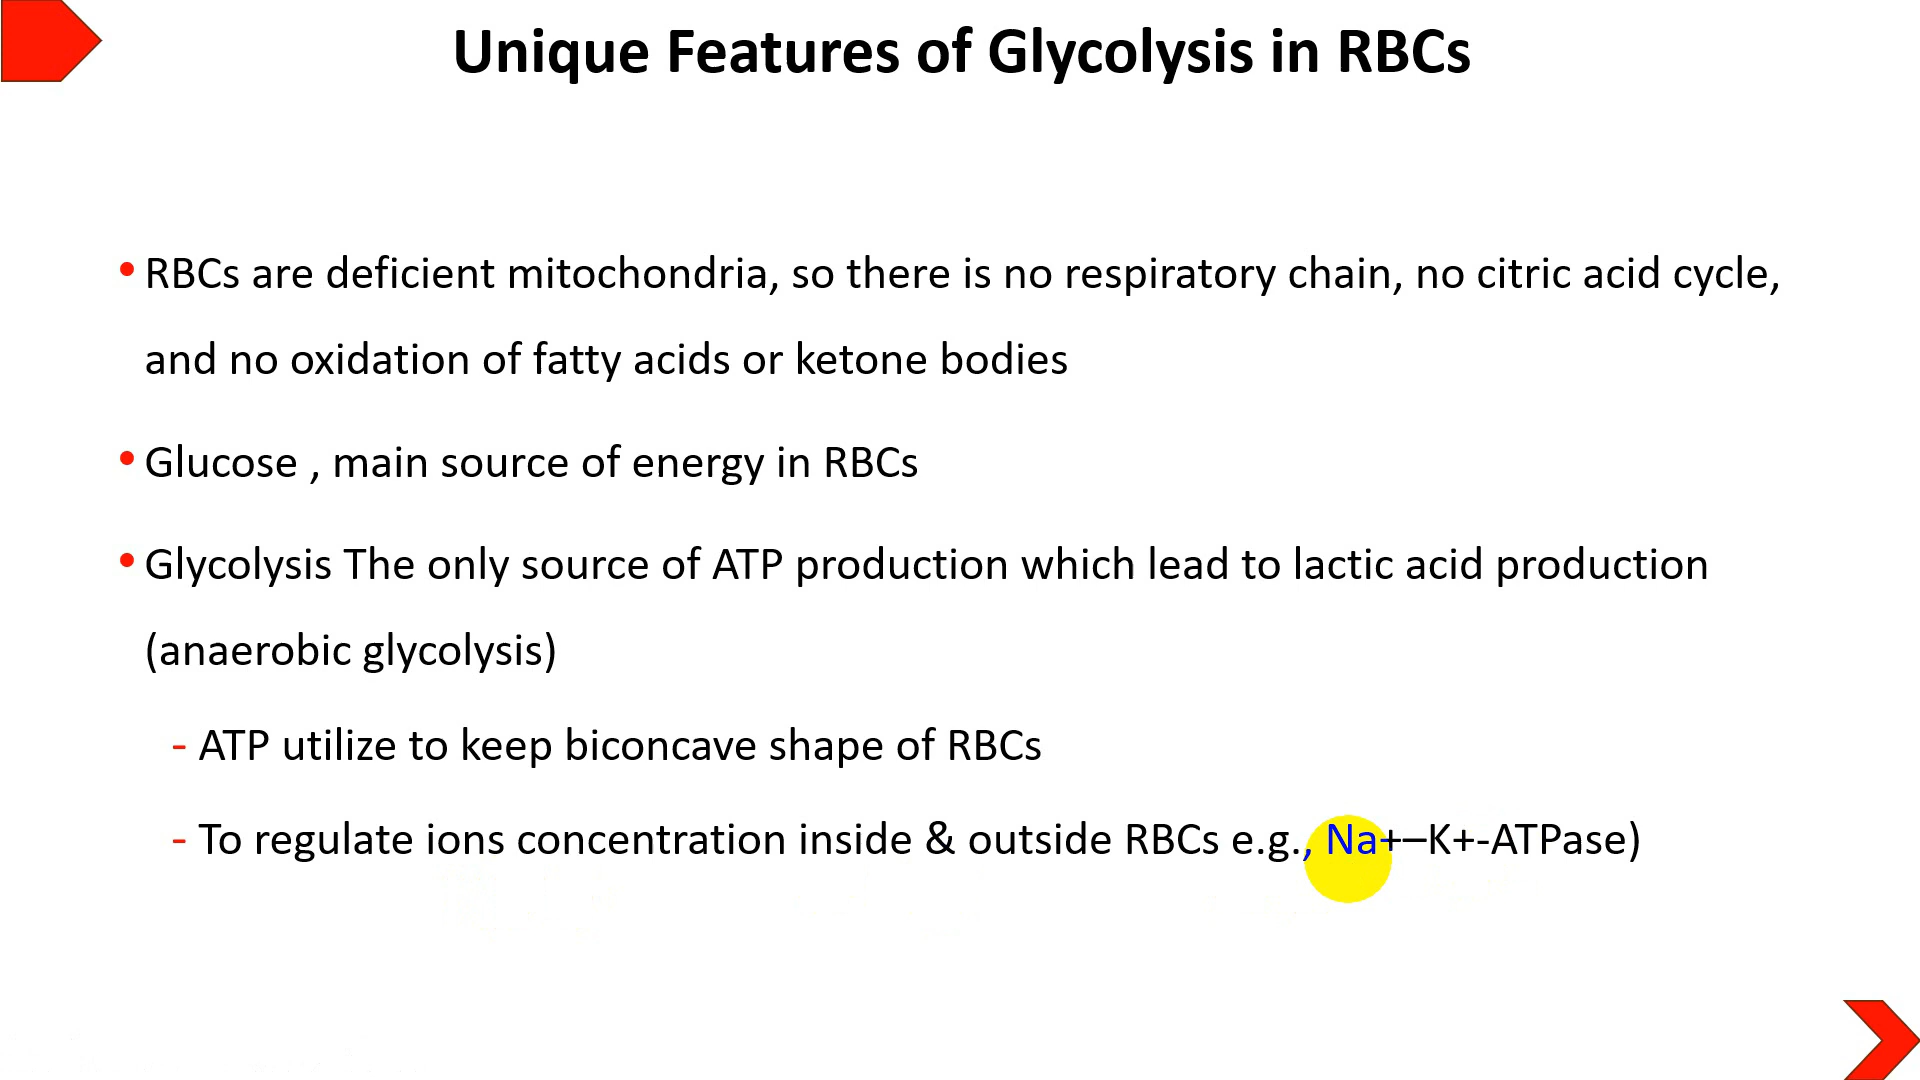 Unique Features of Glycolysis in RBCs
• RBCs are deficient mitochondria, so there is no respiratory chain, no citric acid cycle,
and no oxidation of fatty acids or ketone bodies
• Glucose , main source of energy in RBCs
• Glycolysis The only source of ATP production which lead to lactic acid production
(anaerobic glycolysis)
- ATP utilize to keep biconcave shape of RBCs
- To regulate ions concentration inside & outside RBCs e.g., Na+–K+-ATPase)